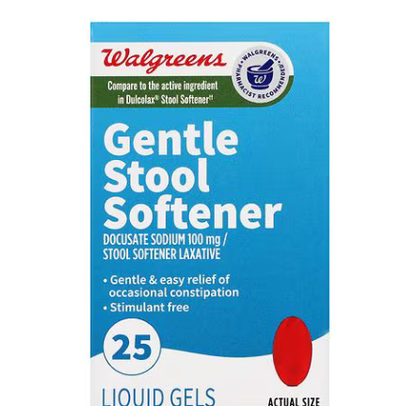 Walgreens
Compare to the active ingredient
in Dulcolax® Stool Softener††
WALGREENS
PHARMACIST RECOMMENDED
W
Gentle
Stool
Softener
DOCUSATE SODIUM 100 mg /
STOOL SOFTENER LAXATIVE
• Gentle & easy relief of
occasional constipation
• Stimulant free
25
LIQUID GELS
ACTUAL SIZE